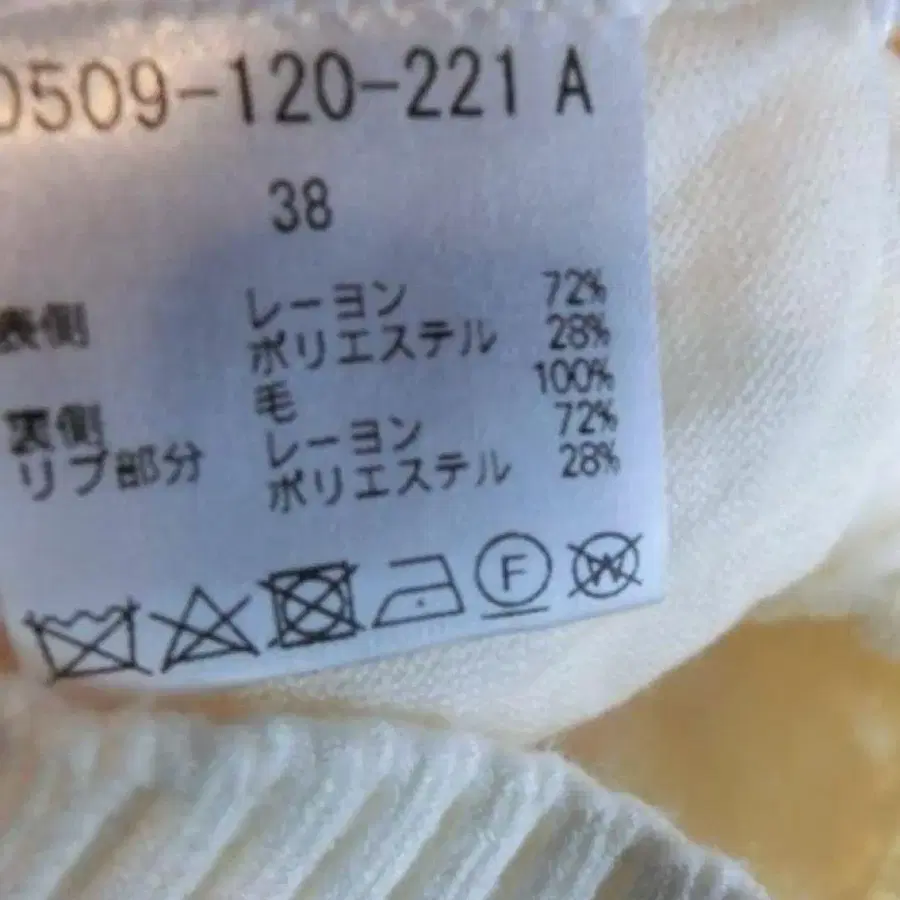 0509-120-221 A
38
表側 レーヨン 72%
ポリエステル 28%
裏側 毛 100%
リブ部分 レーヨン 72%
ポリエステル 28%
F W